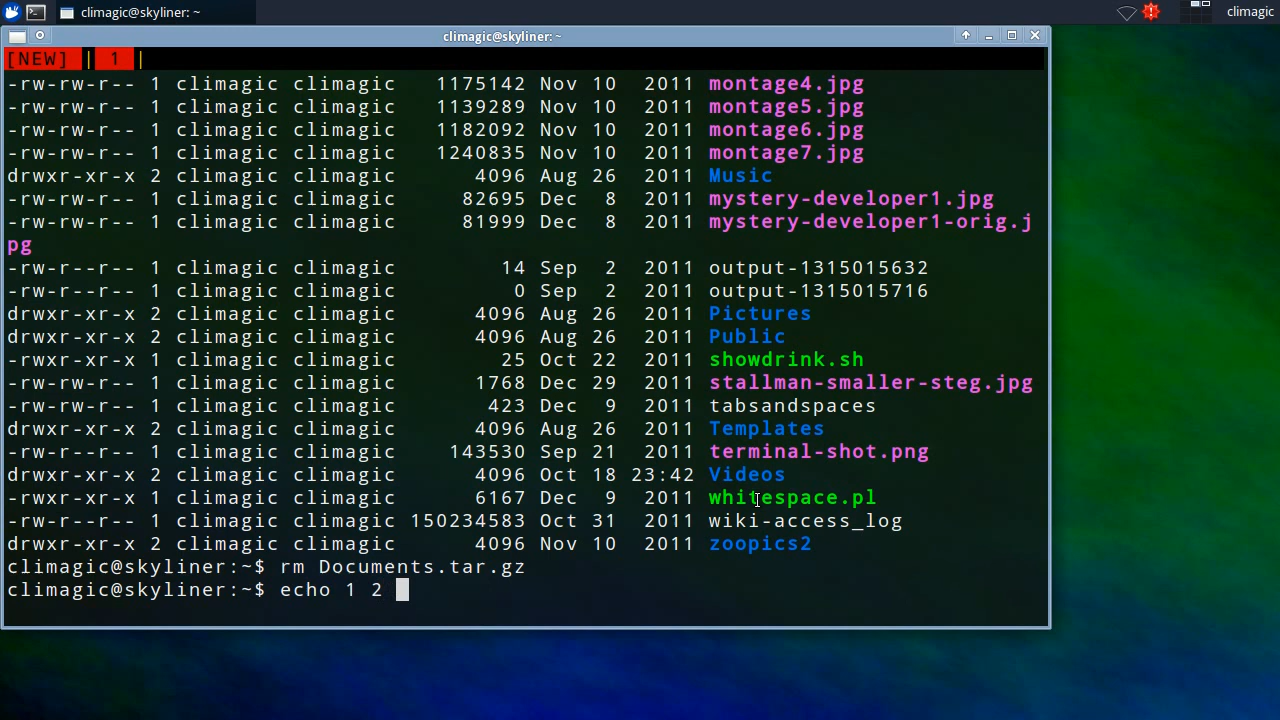 climagic@skyliner: ~ climagic
climagic@skyliner:~
[NEW] | 1 |
-rw-rw-r-- 1 climagic climagic 1175142 Nov 10 2011 montage4.jpg
-rw-rw-r-- 1 climagic climagic 1139289 Nov 10 2011 montage5.jpg
-rw-rw-r-- 1 climagic climagic 1182092 Nov 10 2011 montage6.jpg
-rw-rw-r-- 1 climagic climagic 1240835 Nov 10 2011 montage7.jpg
drwxr-xr-x 2 climagic climagic 4096 Aug 26 2011 Music
-rw-rw-r-- 1 climagic climagic 82695 Dec 8 2011 mystery-developer1.jpg
-rw-rw-r-- 1 climagic climagic 81999 Dec 8 2011 mystery-developer1-orig.j
pg
-rw-r--r-- 1 climagic climagic 14 Sep 2 2011 output-1315015632
-rw-r--r-- 1 climagic climagic 0 Sep 2 2011 output-1315015716
drwxr-xr-x 2 climagic climagic 4096 Aug 26 2011 Pictures
drwxr-xr-x 2 climagic climagic 4096 Aug 26 2011 Public
-rwxr-xr-x 1 climagic climagic 25 Oct 22 2011 showdrink.sh
-rw-rw-r-- 1 climagic climagic 1768 Dec 29 2011 stallman-smaller-steg.jpg
-rw-rw-r-- 1 climagic climagic 423 Dec 9 2011 tabsandspaces
drwxr-xr-x 2 climagic climagic 4096 Aug 26 2011 Templates
-rw-rw-r-- 1 climagic climagic 143530 Sep 21 2011 terminal-shot.png
drwxr-xr-x 2 climagic climagic 4096 Oct 18 23:42 Videos
-rwxr-xr-x 1 climagic climagic 6167 Dec 9 2011 whitespace.pl
-rw-r--r-- 1 climagic climagic 150234583 Oct 31 2011 wiki-access_log
drwxr-xr-x 2 climagic climagic 4096 Nov 10 2011 zoopics2
climagic@skyliner:~$ rm Documents.tar.gz
climagic@skyliner:~$ echo 1 2